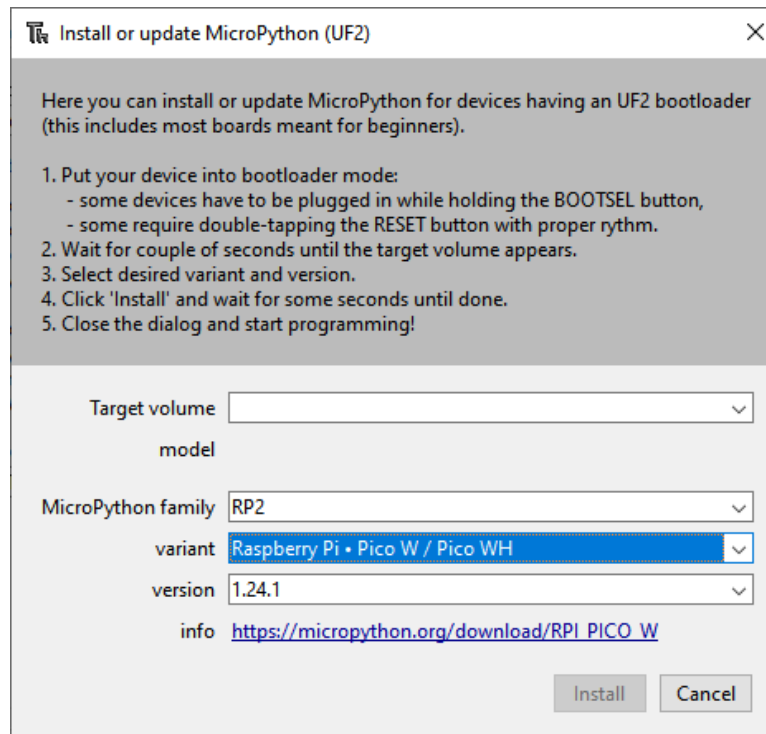 Install or update MicroPython (UF2)
Here you can install or update MicroPython for devices having an UF2 bootloader
(this includes most boards meant for beginners).
1. Put your device into bootloader mode:
- some devices have to be plugged in while holding the BOOTSEL button,
- some require double-tapping the RESET button with proper rythm.
2. Wait for couple of seconds until the target volume appears.
3. Select desired variant and version.
4. Click 'Install' and wait for some seconds until done.
5. Close the dialog and start programming!
Target volume
model
MicroPython family RP2
variant Raspberry Pi • Pico W / Pico WH
version 1.24.1
info https://micropython.org/download/RPI_PICO_W
Install Cancel